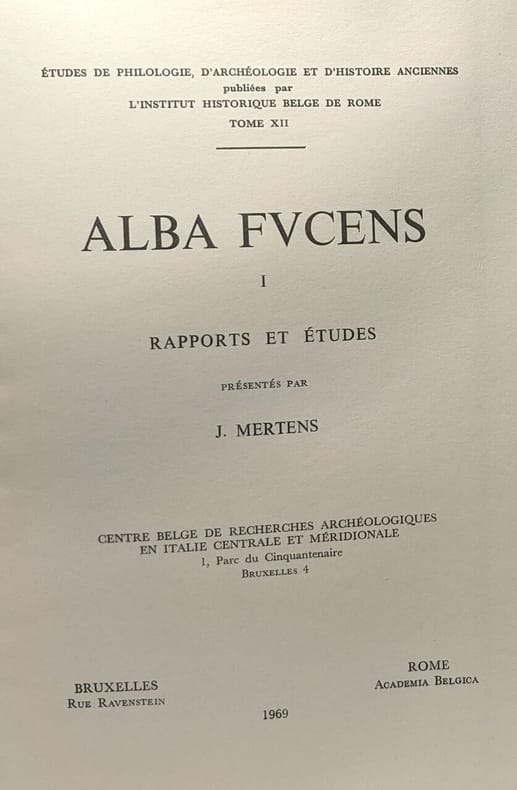 ÉTUDES DE PHILOLOGIE, D'ARCHÉOLOGIE ET D'HISTOIRE ANCIENNES
publiées par
L'INSTITUT HISTORIQUE BELGE DE ROME
TOME XII
ALBA FVCENS
I
RAPPORTS ET ÉTUDES
PRÉSENTÉS PAR
J. MERTENS
CENTRE BELGE DE RECHERCHES ARCHÉOLOGIQUES
EN ITALIE CENTRALE ET MÉRIDIONALE
1, Parc du Cinquantenaire
BRUXELLES 4
BRUXELLES
RUE RAVENSTEIN
ROME
ACADEMIA BELGICA
1969